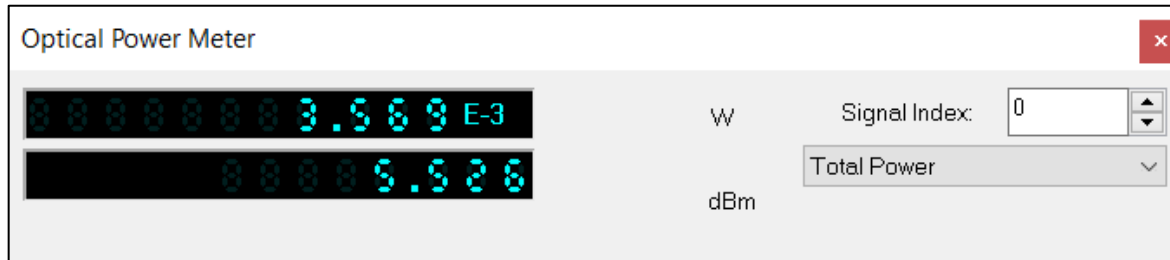 Optical Power Meter
x
3.569 E-3 W
Signal Index: 0
Total Power
5.526 dBm